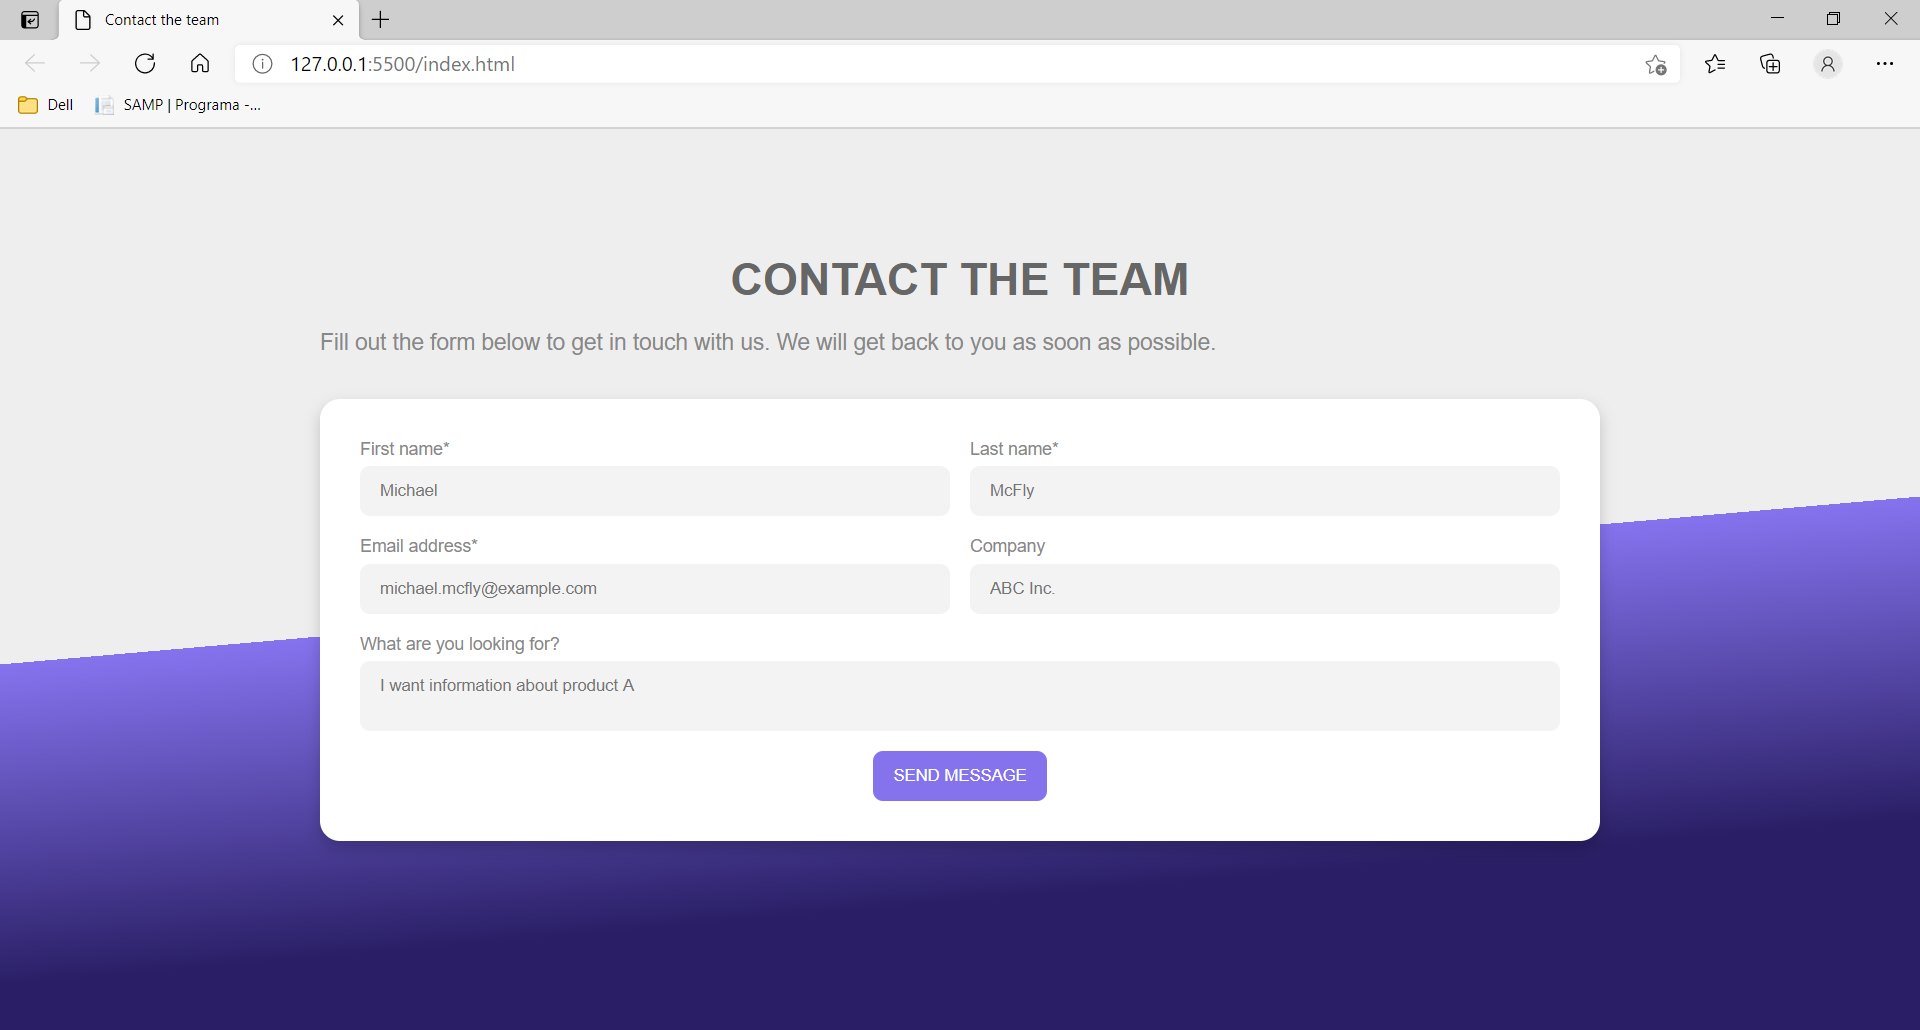 Contact the team
127.0.0.1:5500/index.html
Dell
SAMP | Programa -...
CONTACT THE TEAM
Fill out the form below to get in touch with us. We will get back to you as soon as possible.
First name* Last name*
Michael McFly
Email address* Company
michael.mcfly@example.com ABC Inc.
What are you looking for?
I want information about product A
SEND MESSAGE